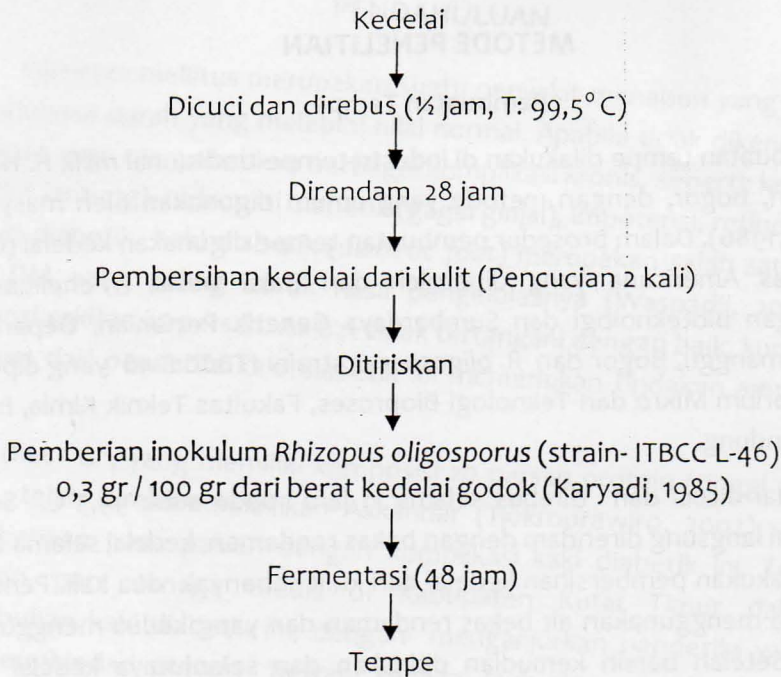 Kedelai
Dicuci dan direbus (½ jam, T: 99,5°C)
Direndam 28 jam
Pembersihan kedelai dari kulit (Pencucian 2 kali)
Ditiriskan
Pemberian inokulum Rhizopus oligosporus (strain- ITBCC L-46)
0,3 gr / 100 gr dari berat kedelai godok (Karyadi, 1985)
Fermentasi (48 jam)
Tempe